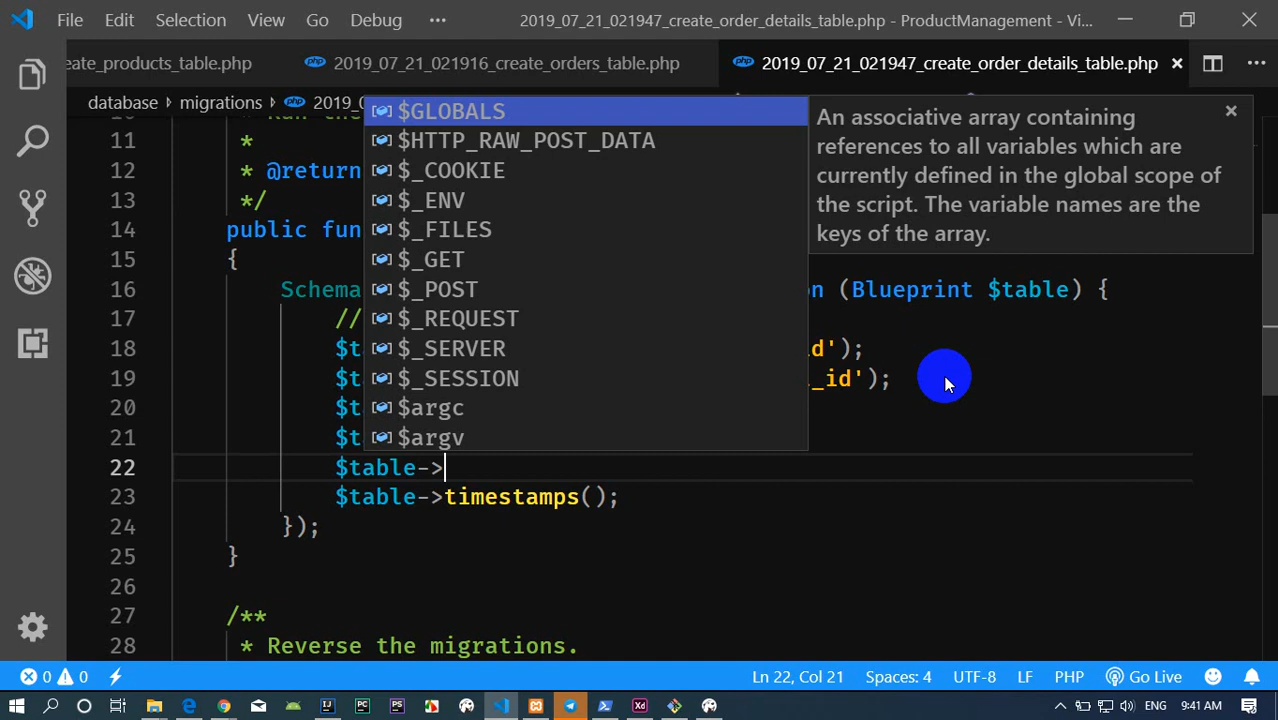 File Edit Selection View Go Debug ··· 2019_07_21_021947_create_order_details_table.php - ProductManagement - Vi...
eate_products_table.php 2019_07_21_021916_create_orders_table.php 2019_07_21_021947_create_order_details_table.php × ···
database > migrations > 2019_0
$GLOBALS
$HTTP_RAW_POST_DATA
$_COOKIE
$_ENV
$_FILES
$_GET
$_POST
$_REQUEST
$_SERVER
$_SESSION
$argc
$argv
An associative array containing
references to all variables which are
currently defined in the global scope of
the script. The variable names are the
keys of the array.
11 *
12 * @return
13 */
14 public fun
15 {
16 Schema on (Blueprint $table) {
17 //
18 $t d');
19 $t _id');
20 $t
21 $t
22 $table->
23 $table->timestamps();
24 });
25 }
26
27 /**
28 * Reverse the migrations.
0 0 Ln 22, Col 21 Spaces: 4 UTF-8 LF PHP Go Live
ENG 9:41 AM